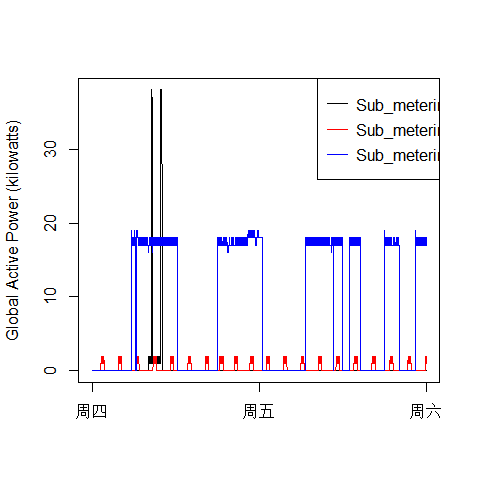 Global Active Power (kilowatts)
30
20
10
0
周四
周五
周六
Sub_meterin
Sub_meterin
Sub_meterin